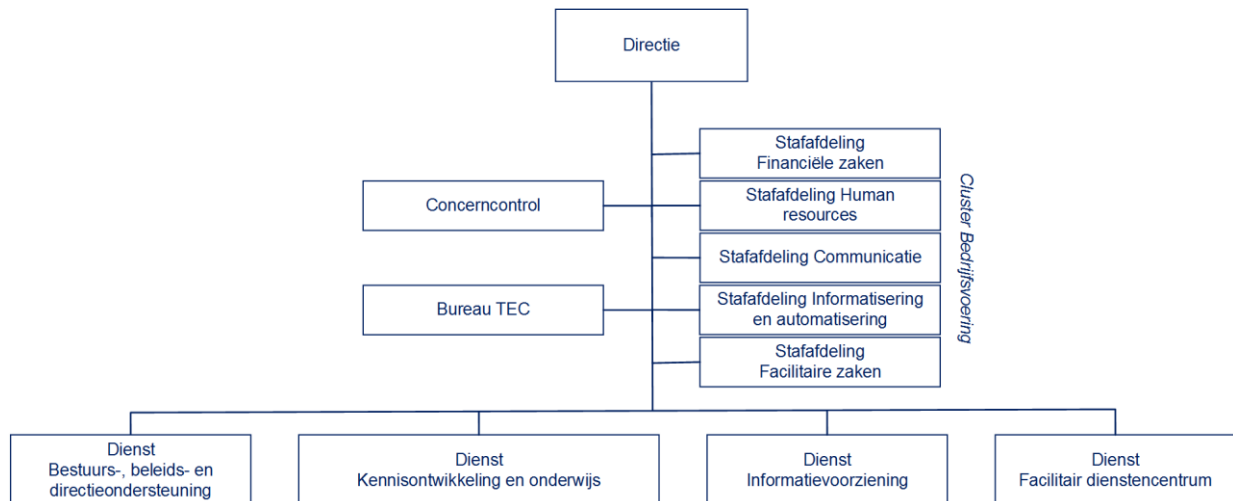 Directie
Stafafdeling
Financiële zaken
Concerncontrol
Stafafdeling Human
resources
Stafafdeling Communicatie
Bureau TEC
Stafafdeling Informatisering
en automatisering
Stafafdeling
Facilitaire zaken
Cluster Bedrijfsvoering
Dienst
Bestuurs-, beleids- en
directieondersteuning
Dienst
Kennisontwikkeling en onderwijs
Dienst
Informatievoorziening
Dienst
Facilitair dienstencentrum